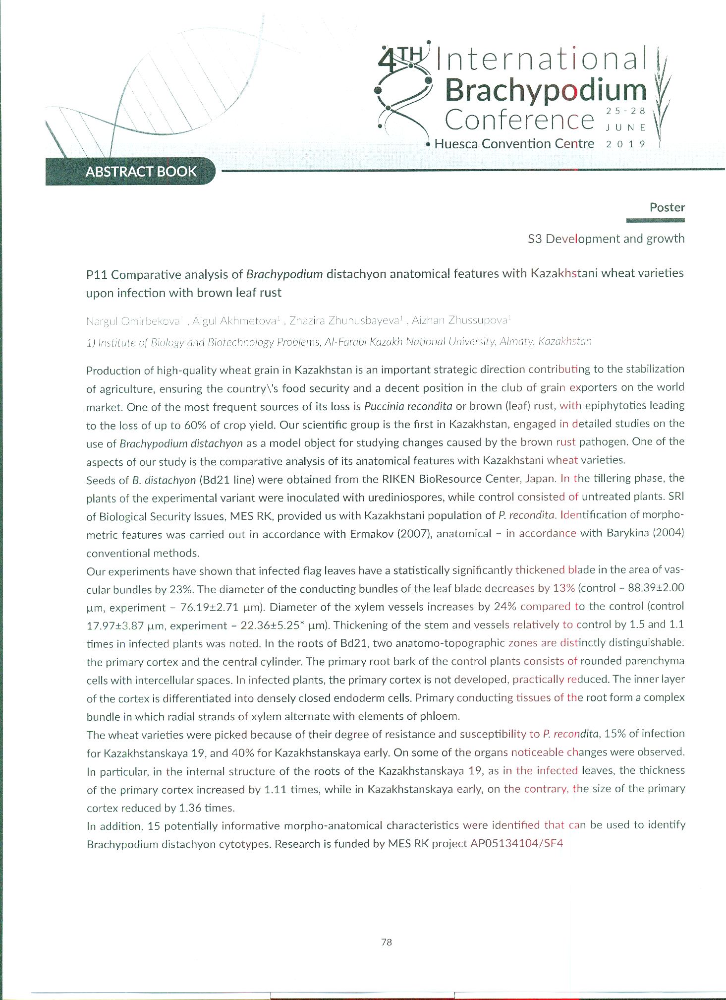 4TH International
Brachypodium
Conference 25-28
JUNE
Huesca Convention Centre 2019
ABSTRACT BOOK
Poster
S3 Development and growth
P11 Comparative analysis of Brachypodium distachyon anatomical features with Kazakhstani wheat varieties
upon infection with brown leaf rust
Nargul Omirbekova¹ , Aigul Akhmetova¹ , Zhazira Zhunusbayeva¹ , Aizhan Zhussupova¹
1) Institute of Biology and Biotechnology Problems, Al-Farabi Kazakh National University, Almaty, Kazakhstan
Production of high-quality wheat grain in Kazakhstan is an important strategic direction contributing to the stabilization
of agriculture, ensuring the country\'s food security and a decent position in the club of grain exporters on the world
market. One of the most frequent sources of its loss is Puccinia recondita or brown (leaf) rust, with epiphytoties leading
to the loss of up to 60% of crop yield. Our scientific group is the first in Kazakhstan, engaged in detailed studies on the
use of Brachypodium distachyon as a model object for studying changes caused by the brown rust pathogen. One of the
aspects of our study is the comparative analysis of its anatomical features with Kazakhstani wheat varieties.
Seeds of B. distachyon (Bd21 line) were obtained from the RIKEN BioResource Center, Japan. In the tillering phase, the
plants of the experimental variant were inoculated with urediniospores, while control consisted of untreated plants. SRI
of Biological Security Issues, MES RK, provided us with Kazakhstani population of P. recondita. Identification of morpho-
metric features was carried out in accordance with Ermakov (2007), anatomical – in accordance with Barykina (2004)
conventional methods.
Our experiments have shown that infected flag leaves have a statistically significantly thickened blade in the area of vas-
cular bundles by 23%. The diameter of the conducting bundles of the leaf blade decreases by 13% (control – 88.39±2.00
µm, experiment – 76.19±2.71 µm). Diameter of the xylem vessels increases by 24% compared to the control (control
17.97±3.87 µm, experiment – 22.36±5.25* µm). Thickening of the stem and vessels relatively to control by 1.5 and 1.1
times in infected plants was noted. In the roots of Bd21, two anatomo-topographic zones are distinctly distinguishable:
the primary cortex and the central cylinder. The primary root bark of the control plants consists of rounded parenchyma
cells with intercellular spaces. In infected plants, the primary cortex is not developed, practically reduced. The inner layer
of the cortex is differentiated into densely closed endoderm cells. Primary conducting tissues of the root form a complex
bundle in which radial strands of xylem alternate with elements of phloem.
The wheat varieties were picked because of their degree of resistance and susceptibility to P. recondita, 15% of infection
for Kazakhstanskaya 19, and 40% for Kazakhstanskaya early. On some of the organs noticeable changes were observed.
In particular, in the internal structure of the roots of the Kazakhstanskaya 19, as in the infected leaves, the thickness
of the primary cortex increased by 1.11 times, while in Kazakhstanskaya early, on the contrary, the size of the primary
cortex reduced by 1.36 times.
In addition, 15 potentially informative morpho-anatomical characteristics were identified that can be used to identify
Brachypodium distachyon cytotypes. Research is funded by MES RK project AP05134104/SF4
78